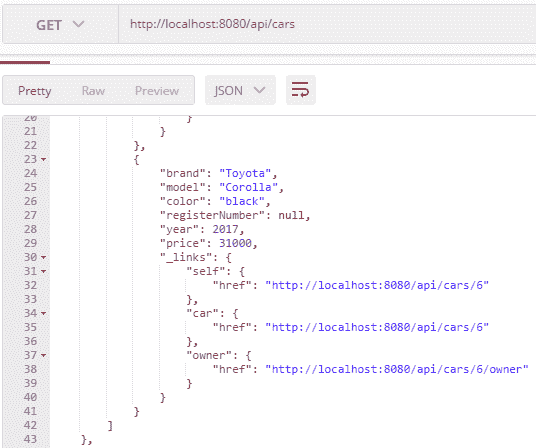 GET http://localhost:8080/api/cars
Pretty Raw Preview JSON
20 }
21 }
22 },
23 {
24 "brand": "Toyota",
25 "model": "Corolla",
26 "color": "black",
27 "registerNumber": null,
28 "year": 2017,
29 "price": 31000,
30 "_links": {
31 "self": {
32 "href": "http://localhost:8080/api/cars/6"
33 },
34 "car": {
35 "href": "http://localhost:8080/api/cars/6"
36 },
37 "owner": {
38 "href": "http://localhost:8080/api/cars/6/owner"
39 }
40 }
41 }
42 ]
43 },